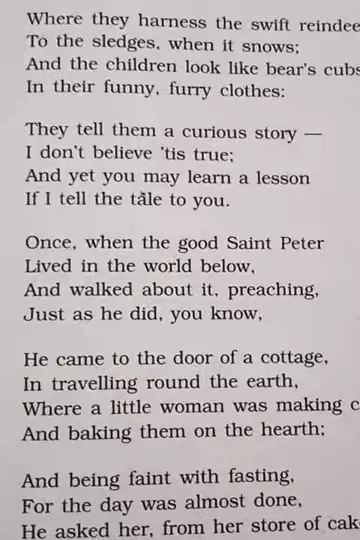 Where they harness the swift reindee
To the sledges, when it snows;
And the children look like bear's cubs
In their funny, furry clothes:
They tell them a curious story —
I don't believe 'tis true;
And yet you may learn a lesson
If I tell the tale to you.
Once, when the good Saint Peter
Lived in the world below,
And walked about it, preaching,
Just as he did, you know,
He came to the door of a cottage,
In travelling round the earth,
Where a little woman was making c
And baking them on the hearth;
And being faint with fasting,
For the day was almost done,
He asked her, from her store of cak